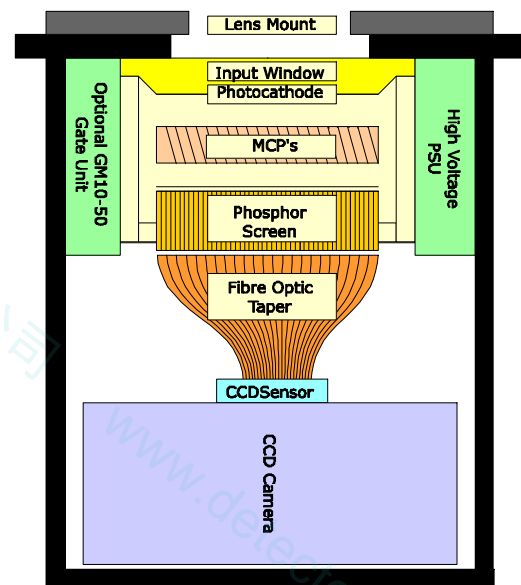 Lens Mount
Input Window
Photocathode
Optional GM10-50
Gate Unit
High Voltage
PSU
MCP's
Phosphor
Screen
Fibre Optic
Taper
CCDSensor
CCD Camera